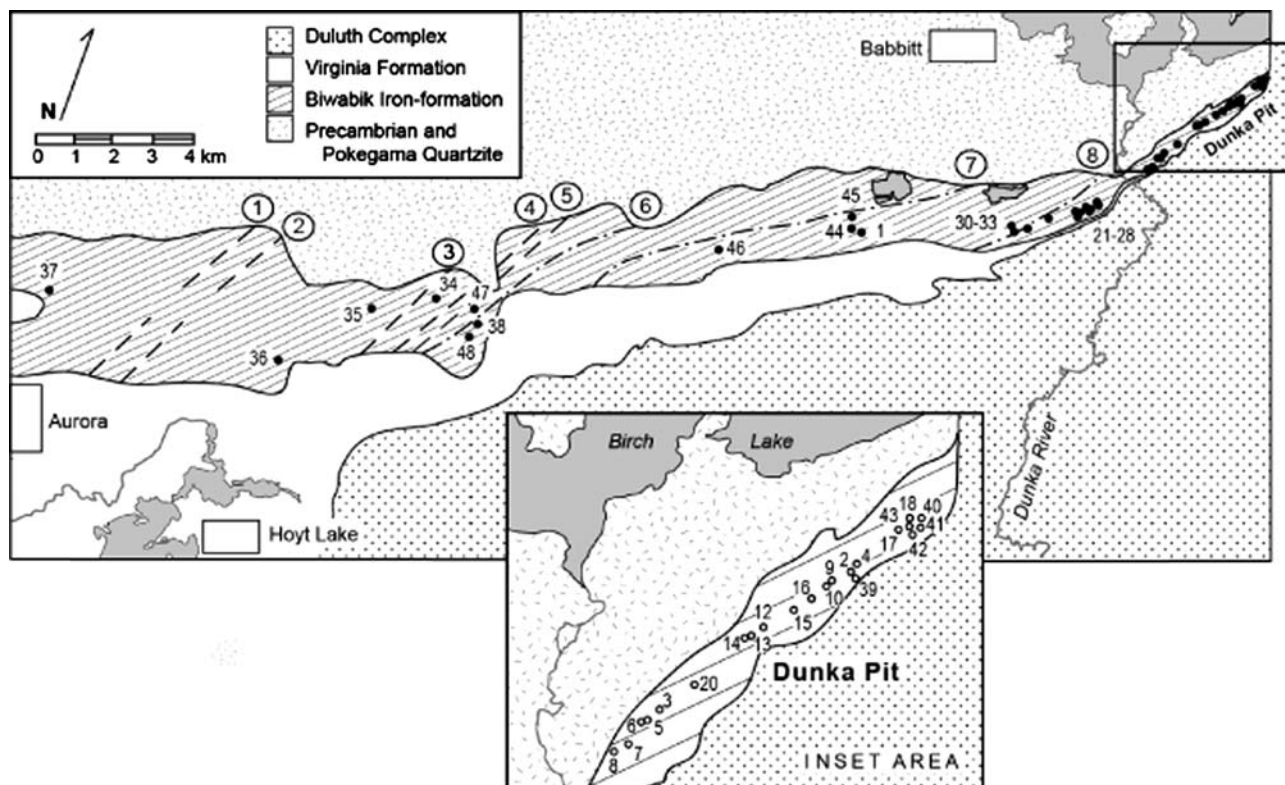 N
0 1 2 3 4 km
Duluth Complex
Virginia Formation
Biwabik Iron-formation
Precambrian and
Pokegama Quartzite
Babbitt
Dunka Pit
1
2
3
4
5
6
7
8
37
35
36
34
47
38
48
46
45
44
1
30-33
21-28
Aurora
Hoyt Lake
Dunka River
Birch Lake
18 40
43
41
17
42
2 4
9
39
16
10
12
15
14 13
Dunka Pit
20
3
6
5
7
8
INSET AREA